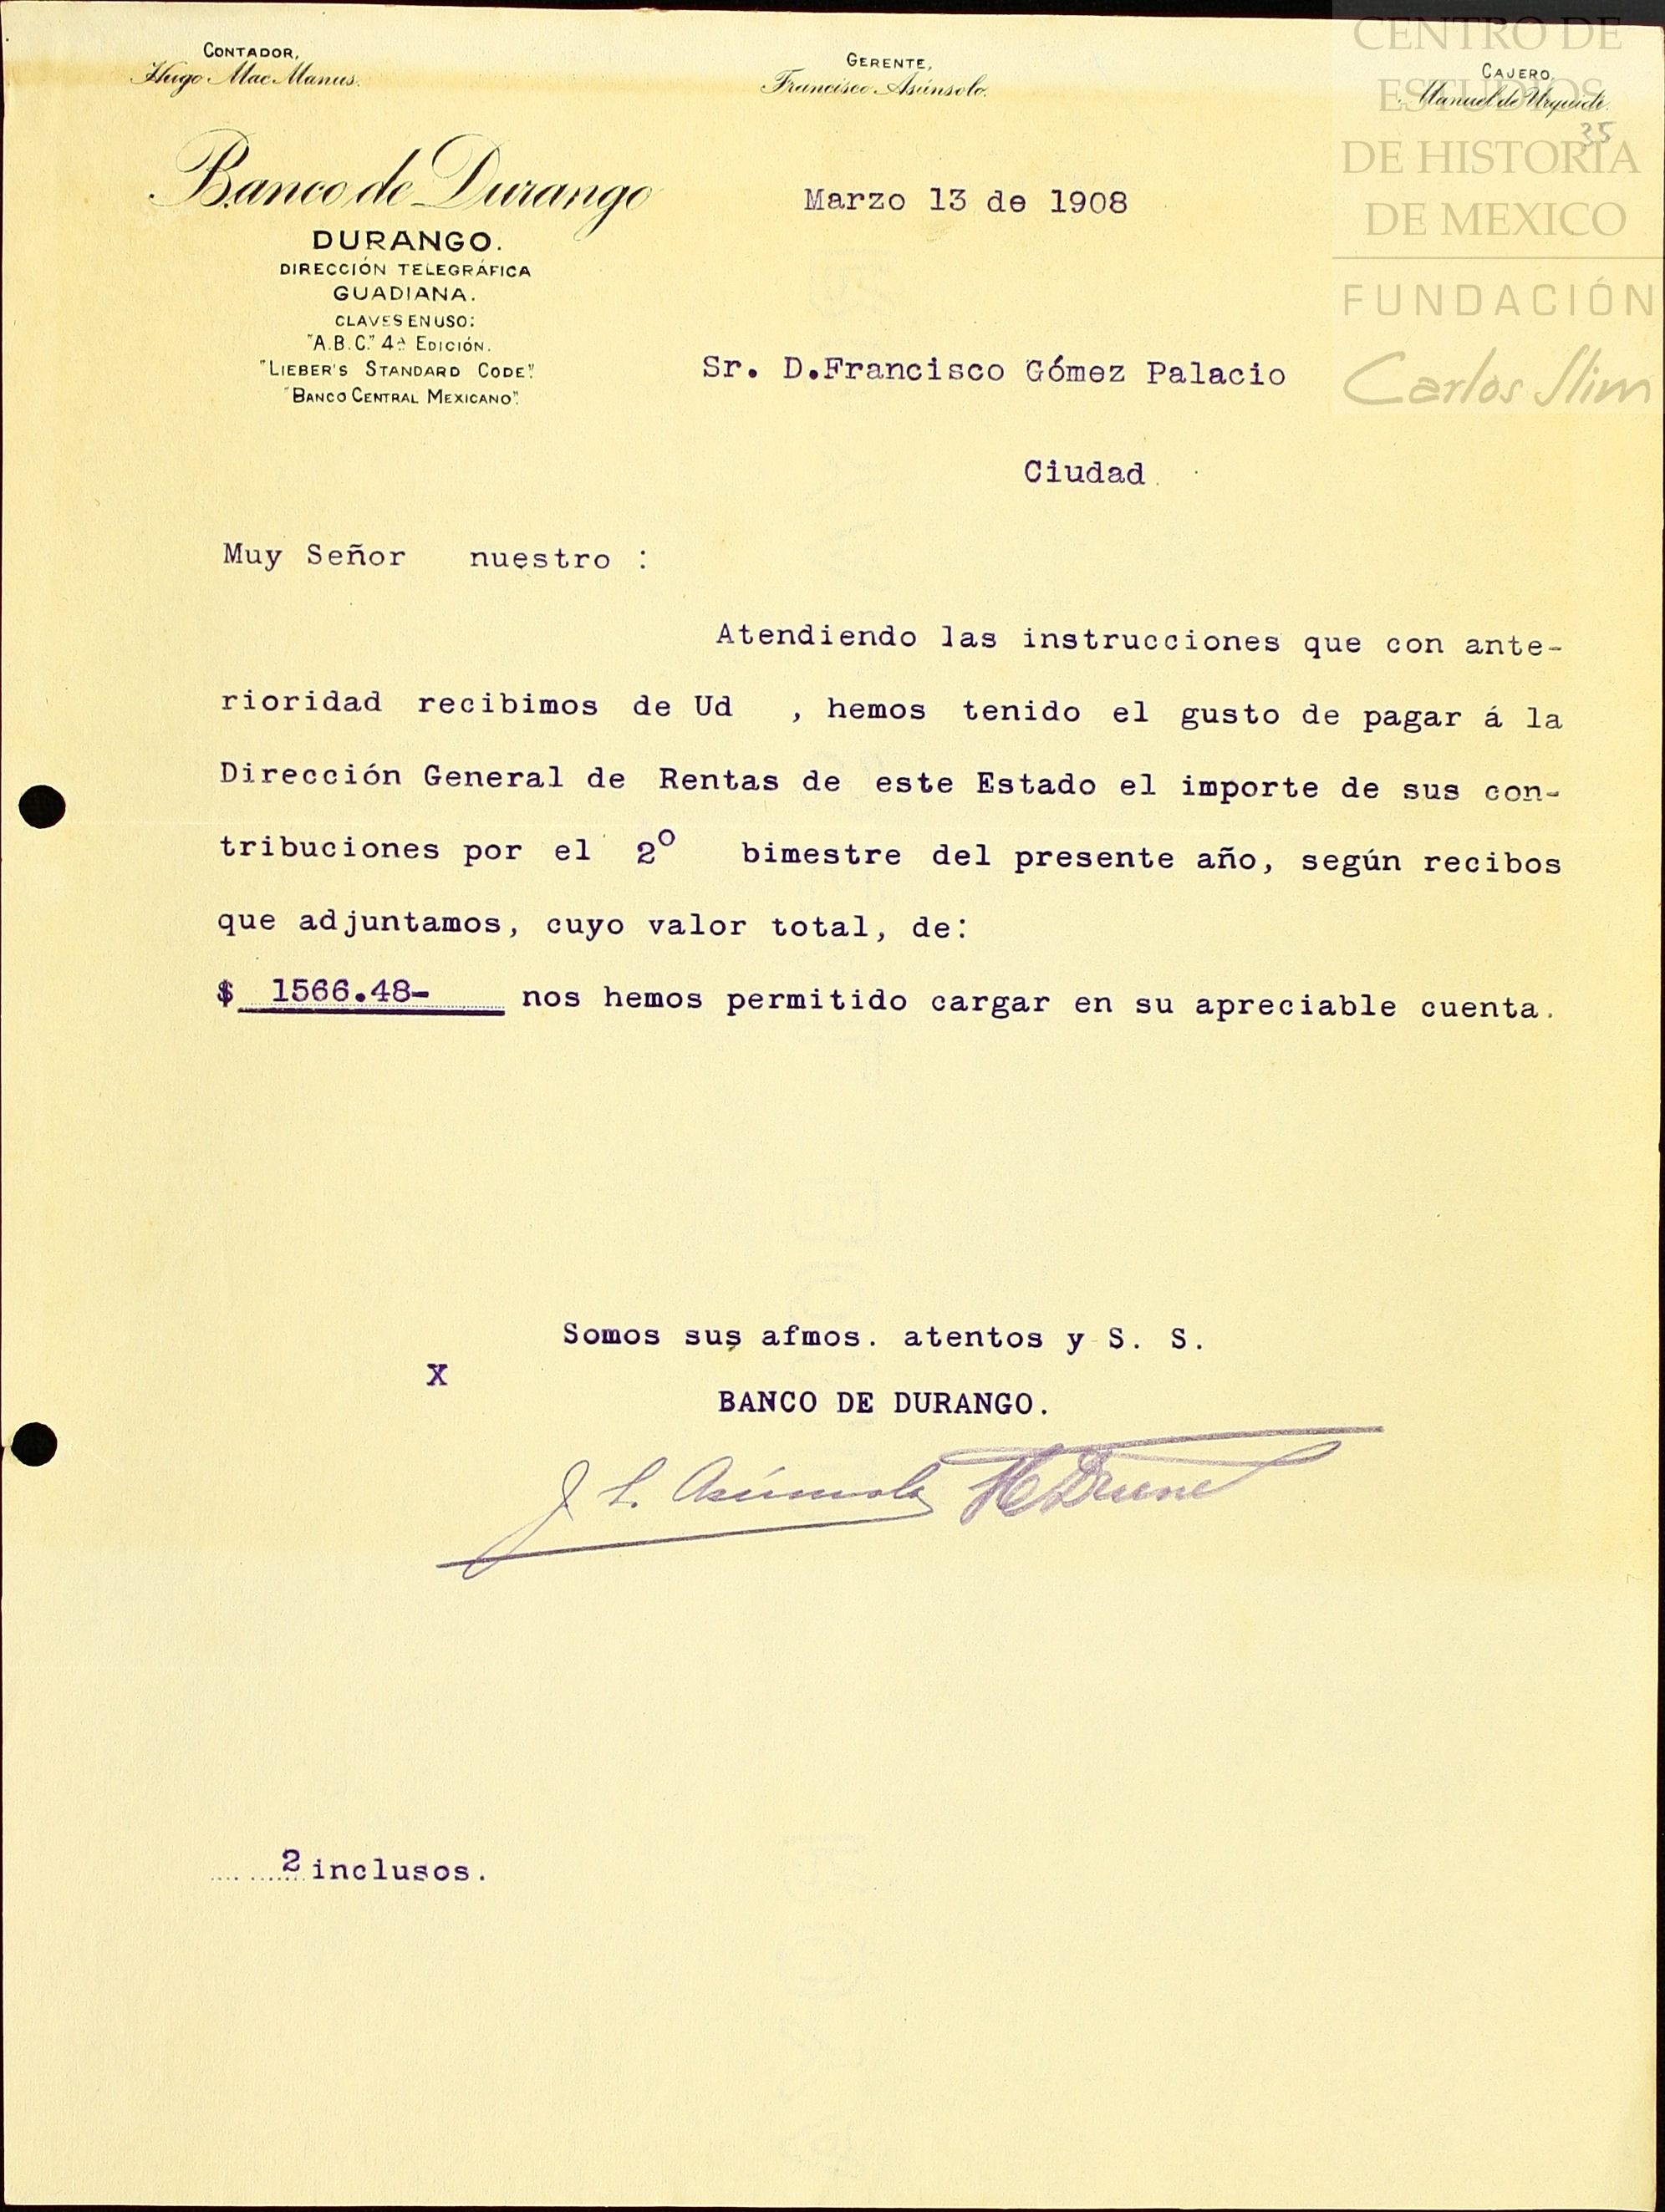 CONTADOR,
Hugo Mac Manus.
GERENTE,
Francisco Asúnsolo.
CAJERO,
Manuel de Urquidi.
35
CENTRO DE
ESTUDIOS
DE HISTORIA
DE MEXICO
FUNDACIÓN
Carlos Slim
Banco de Durango
DURANGO.
DIRECCIÓN TELEGRÁFICA
GUADIANA.
CLAVES EN USO:
"A.B.C." 4ª EDICIÓN.
"LIEBER'S STANDARD CODE".
"BANCO CENTRAL MEXICANO".
Marzo 13 de 1908
Sr. D.Francisco Gómez Palacio
Ciudad.
Muy Señor nuestro :
Atendiendo las instrucciones que con ante-
rioridad recibimos de Ud , hemos tenido el gusto de pagar á la
Dirección General de Rentas de este Estado el importe de sus con-
tribuciones por el 2º bimestre del presente año, según recibos
que adjuntamos, cuyo valor total, de:
$ 1566.48- nos hemos permitido cargar en su apreciable cuenta.
Somos sus afmos. atentos y S. S.
X
BANCO DE DURANGO.
J. L. Asúnsolo
2 inclusos.